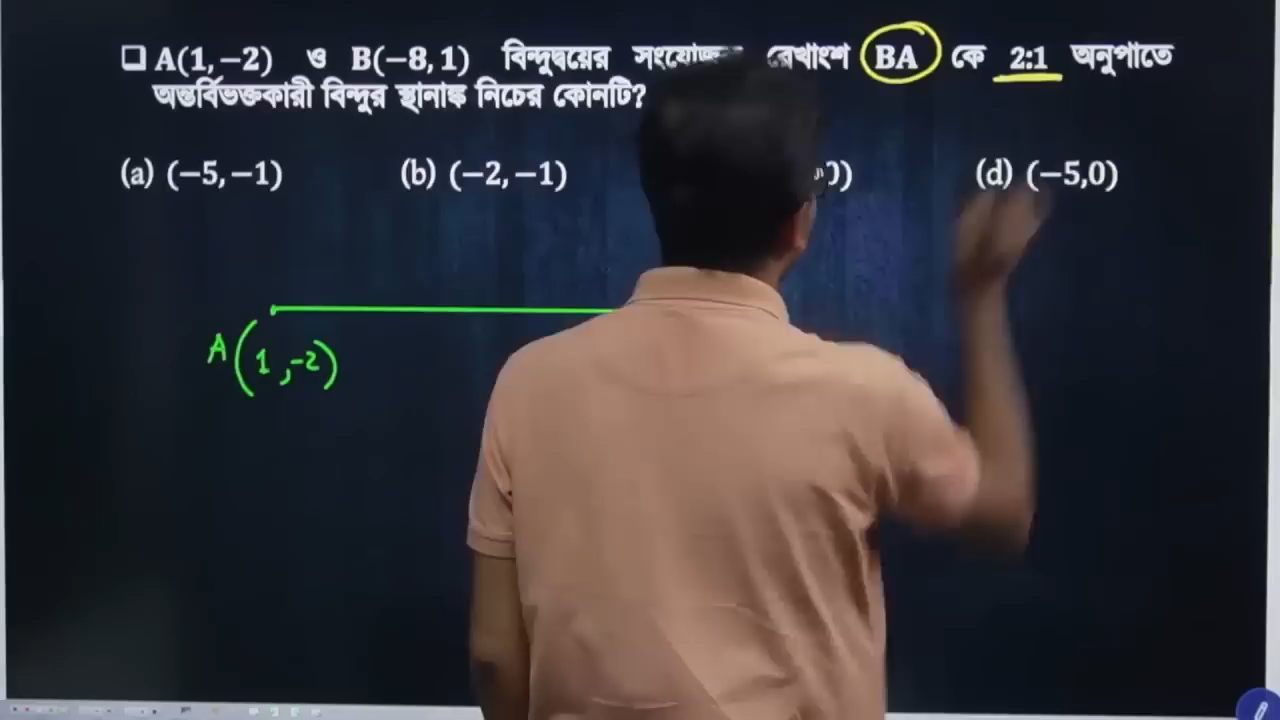 ❑ A(1,−2) ও B(−8,1) বিন্দুদ্বয়ের রেখাংশ BA কে 2:1 অনুপাতে
অন্তর্বিভক্তকারী বিন্দুর স্থানাঙ্ক নিচের কোনটি?
(a) (−5,−1) (b) (−2,−1) 0) (d) (−5,0)
A(1,-2)